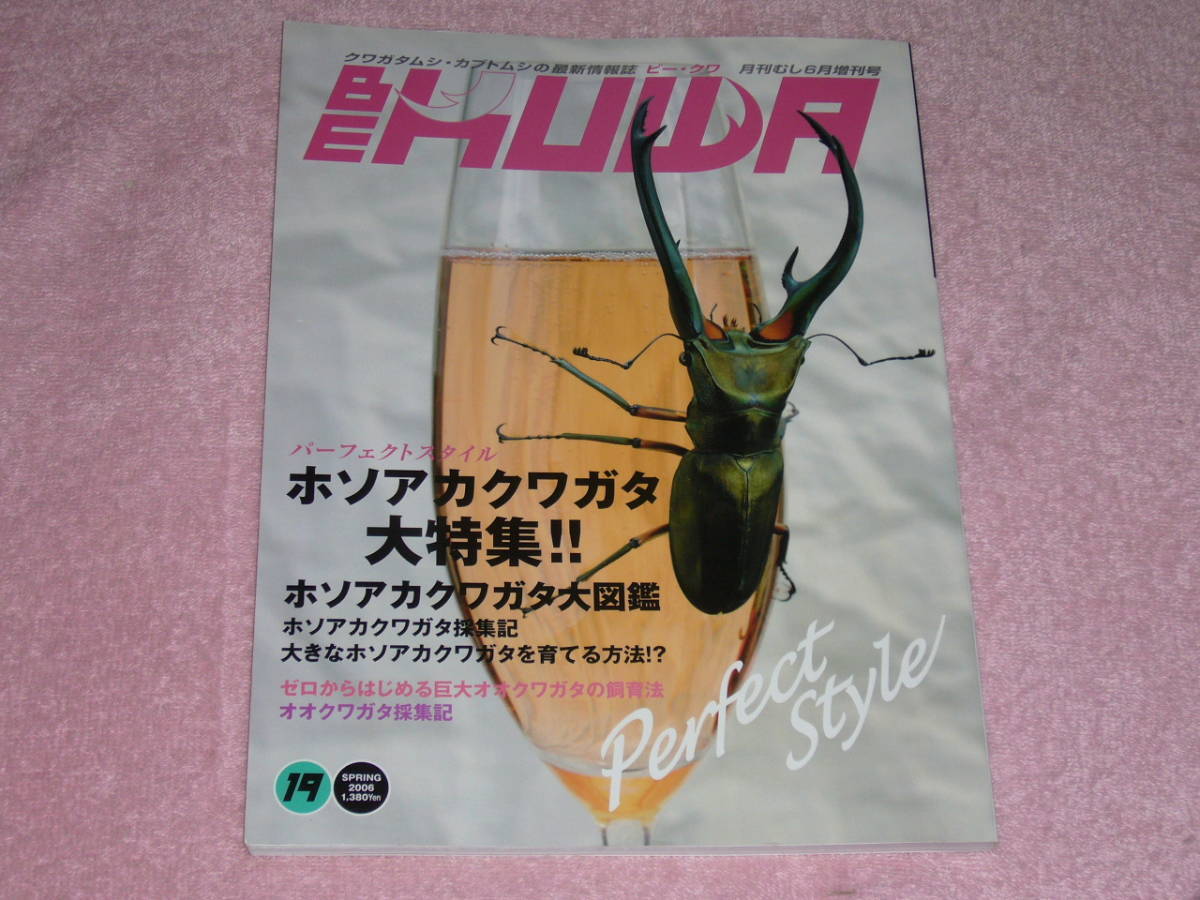 クワガタムシ・カブトムシの最新情報誌 ビー・クワ 月刊むし6月増刊号
BE KUWA
パーフェクトスタイル
ホソアカクワガタ
大特集!!
ホソアカクワガタ大図鑑
ホソアカクワガタ採集記
大きなホソアカクワガタを育てる方法!?
ゼロからはじめる巨大オオクワガタの飼育法
オオクワガタ採集記
Perfect
Style
19
SPRING
2006
1,380Yen